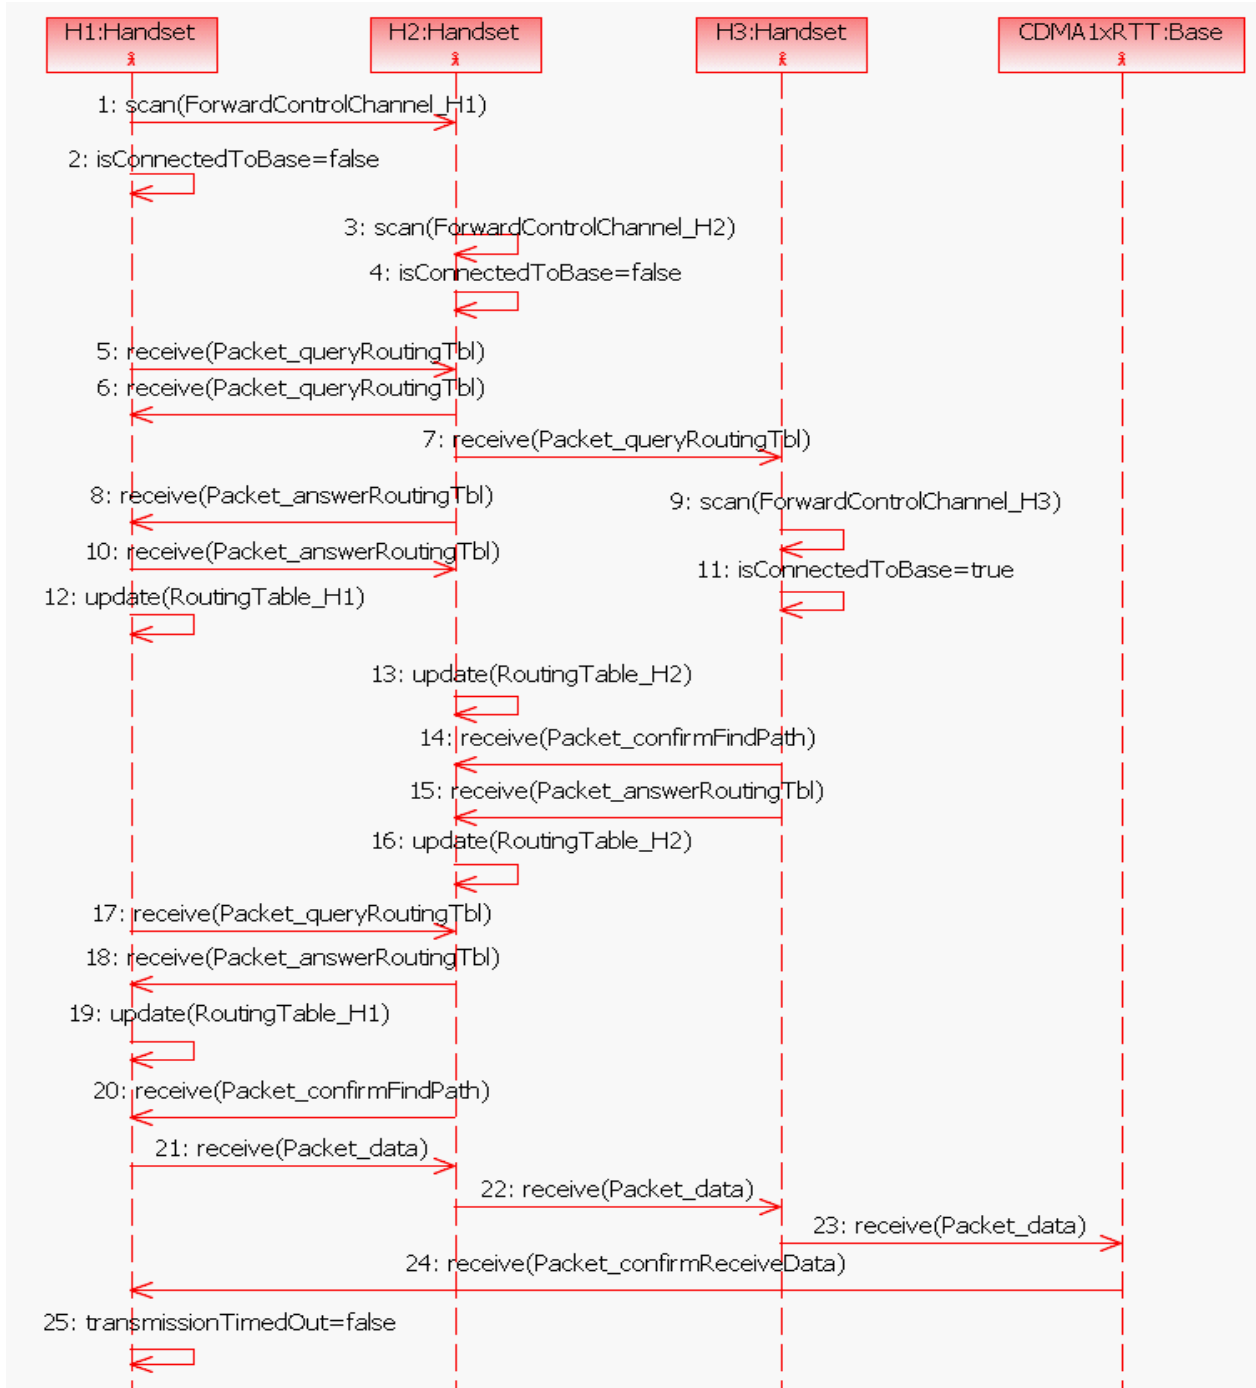 H1:Handset
H2:Handset
H3:Handset
CDMA1xRTT:Base
1: scan(ForwardControlChannel_H1)
2: isConnectedToBase=false
3: scan(ForwardControlChannel_H2)
4: isConnectedToBase=false
5: receive(Packet_queryRoutingTbl)
6: receive(Packet_queryRoutingTbl)
7: receive(Packet_queryRoutingTbl)
8: receive(Packet_answerRoutingTbl)
9: scan(ForwardControlChannel_H3)
10: receive(Packet_answerRoutingTbl)
11: isConnectedToBase=true
12: update(RoutingTable_H1)
13: update(RoutingTable_H2)
14: receive(Packet_confirmFindPath)
15: receive(Packet_answerRoutingTbl)
16: update(RoutingTable_H2)
17: receive(Packet_queryRoutingTbl)
18: receive(Packet_answerRoutingTbl)
19: update(RoutingTable_H1)
20: receive(Packet_confirmFindPath)
21: receive(Packet_data)
22: receive(Packet_data)
23: receive(Packet_data)
24: receive(Packet_confirmReceiveData)
25: transmissionTimedOut=false